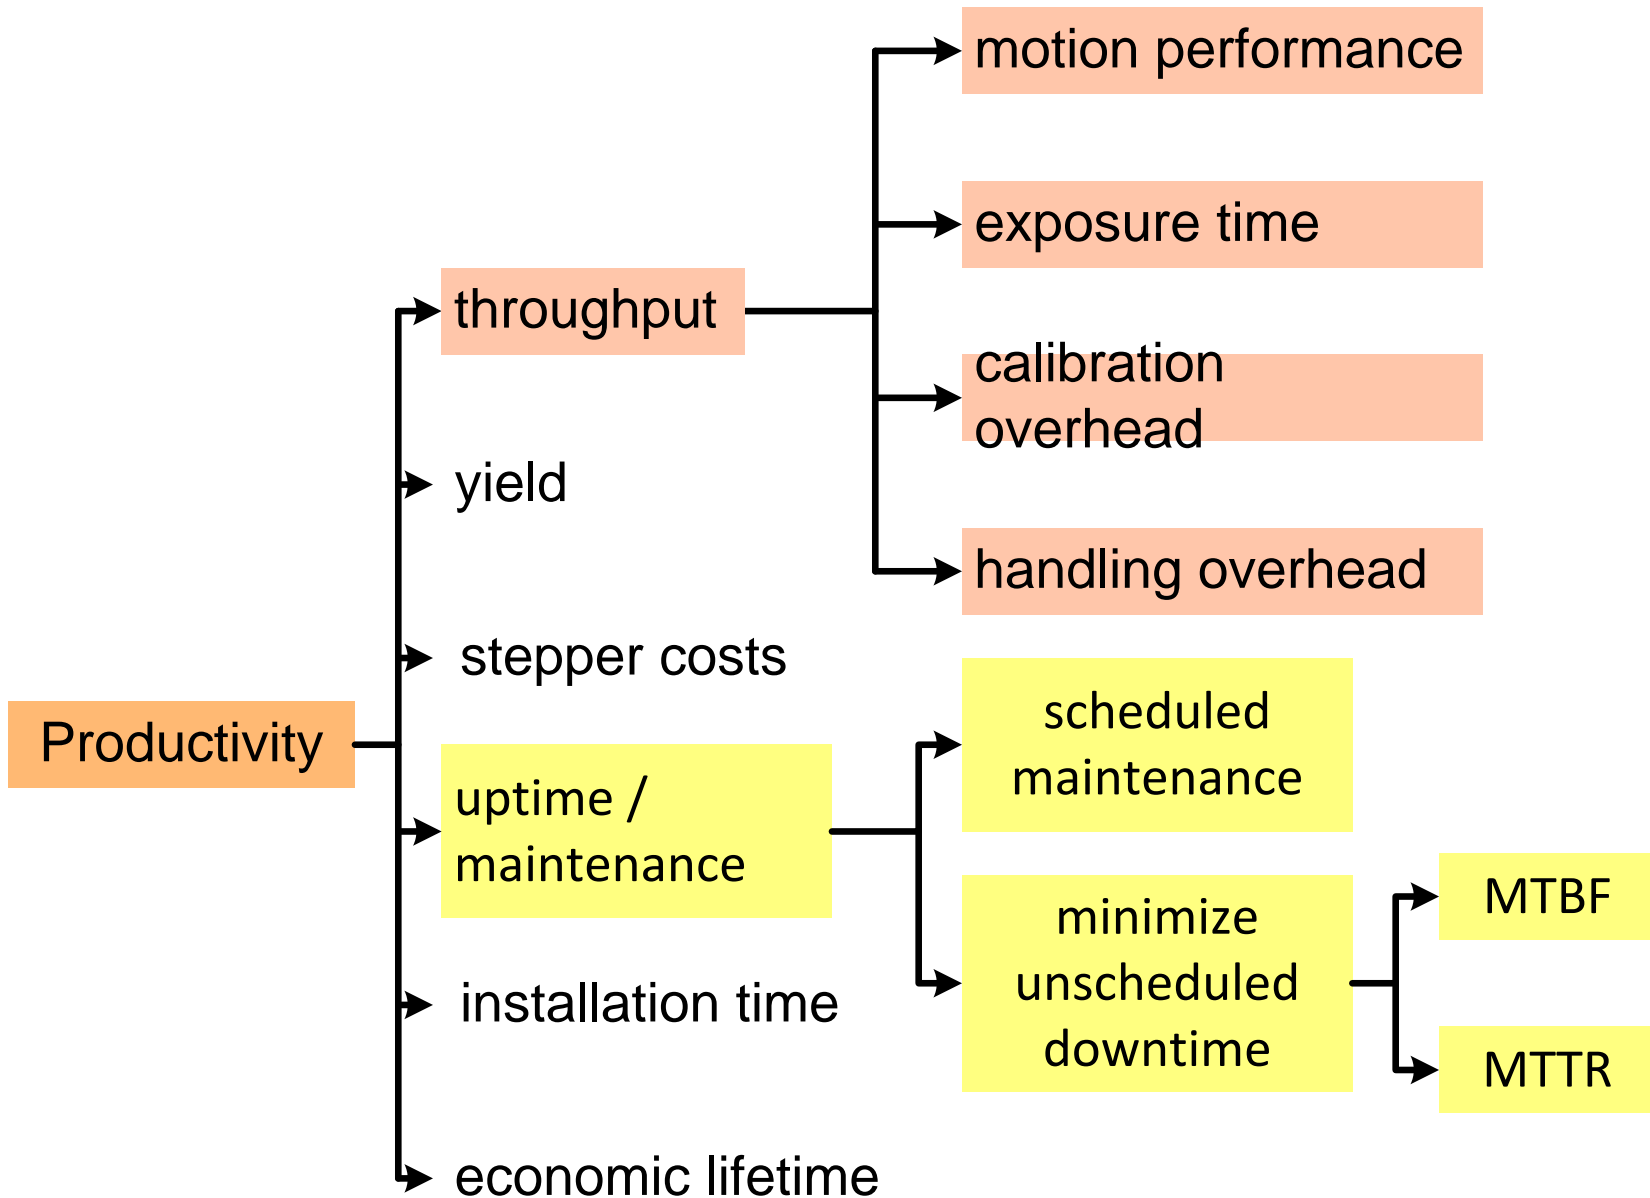 motion performance
exposure time
throughput
calibration
overhead
yield
handling overhead
stepper costs
Productivity
scheduled
maintenance
uptime /
maintenance
minimize
unscheduled
downtime
MTBF
installation time
MTTR
economic lifetime